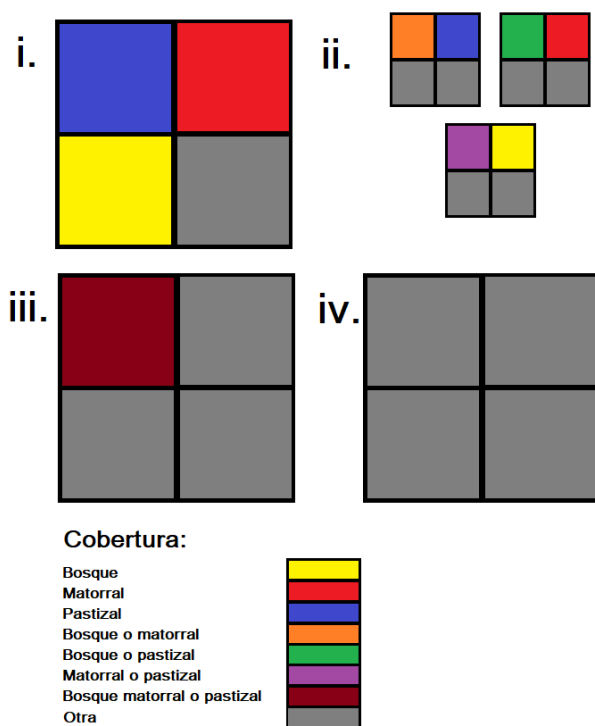 i.
ii.
iii.
iv.
Cobertura:
Bosque
Matorral
Pastizal
Bosque o matorral
Bosque o pastizal
Matorral o pastizal
Bosque matorral o pastizal
Otra